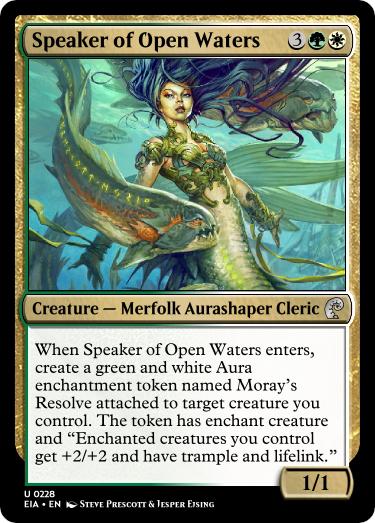 Speaker of Open Waters 3
Creature — Merfolk Aurashaper Cleric
When Speaker of Open Waters enters,
create a green and white Aura
enchantment token named Moray's
Resolve attached to target creature you
control. The token has enchant creature
and “Enchanted creatures you control
get +2/+2 and have trample and lifelink.”
1/1
U 0228
EIA • EN Steve Prescott & Jesper Eising